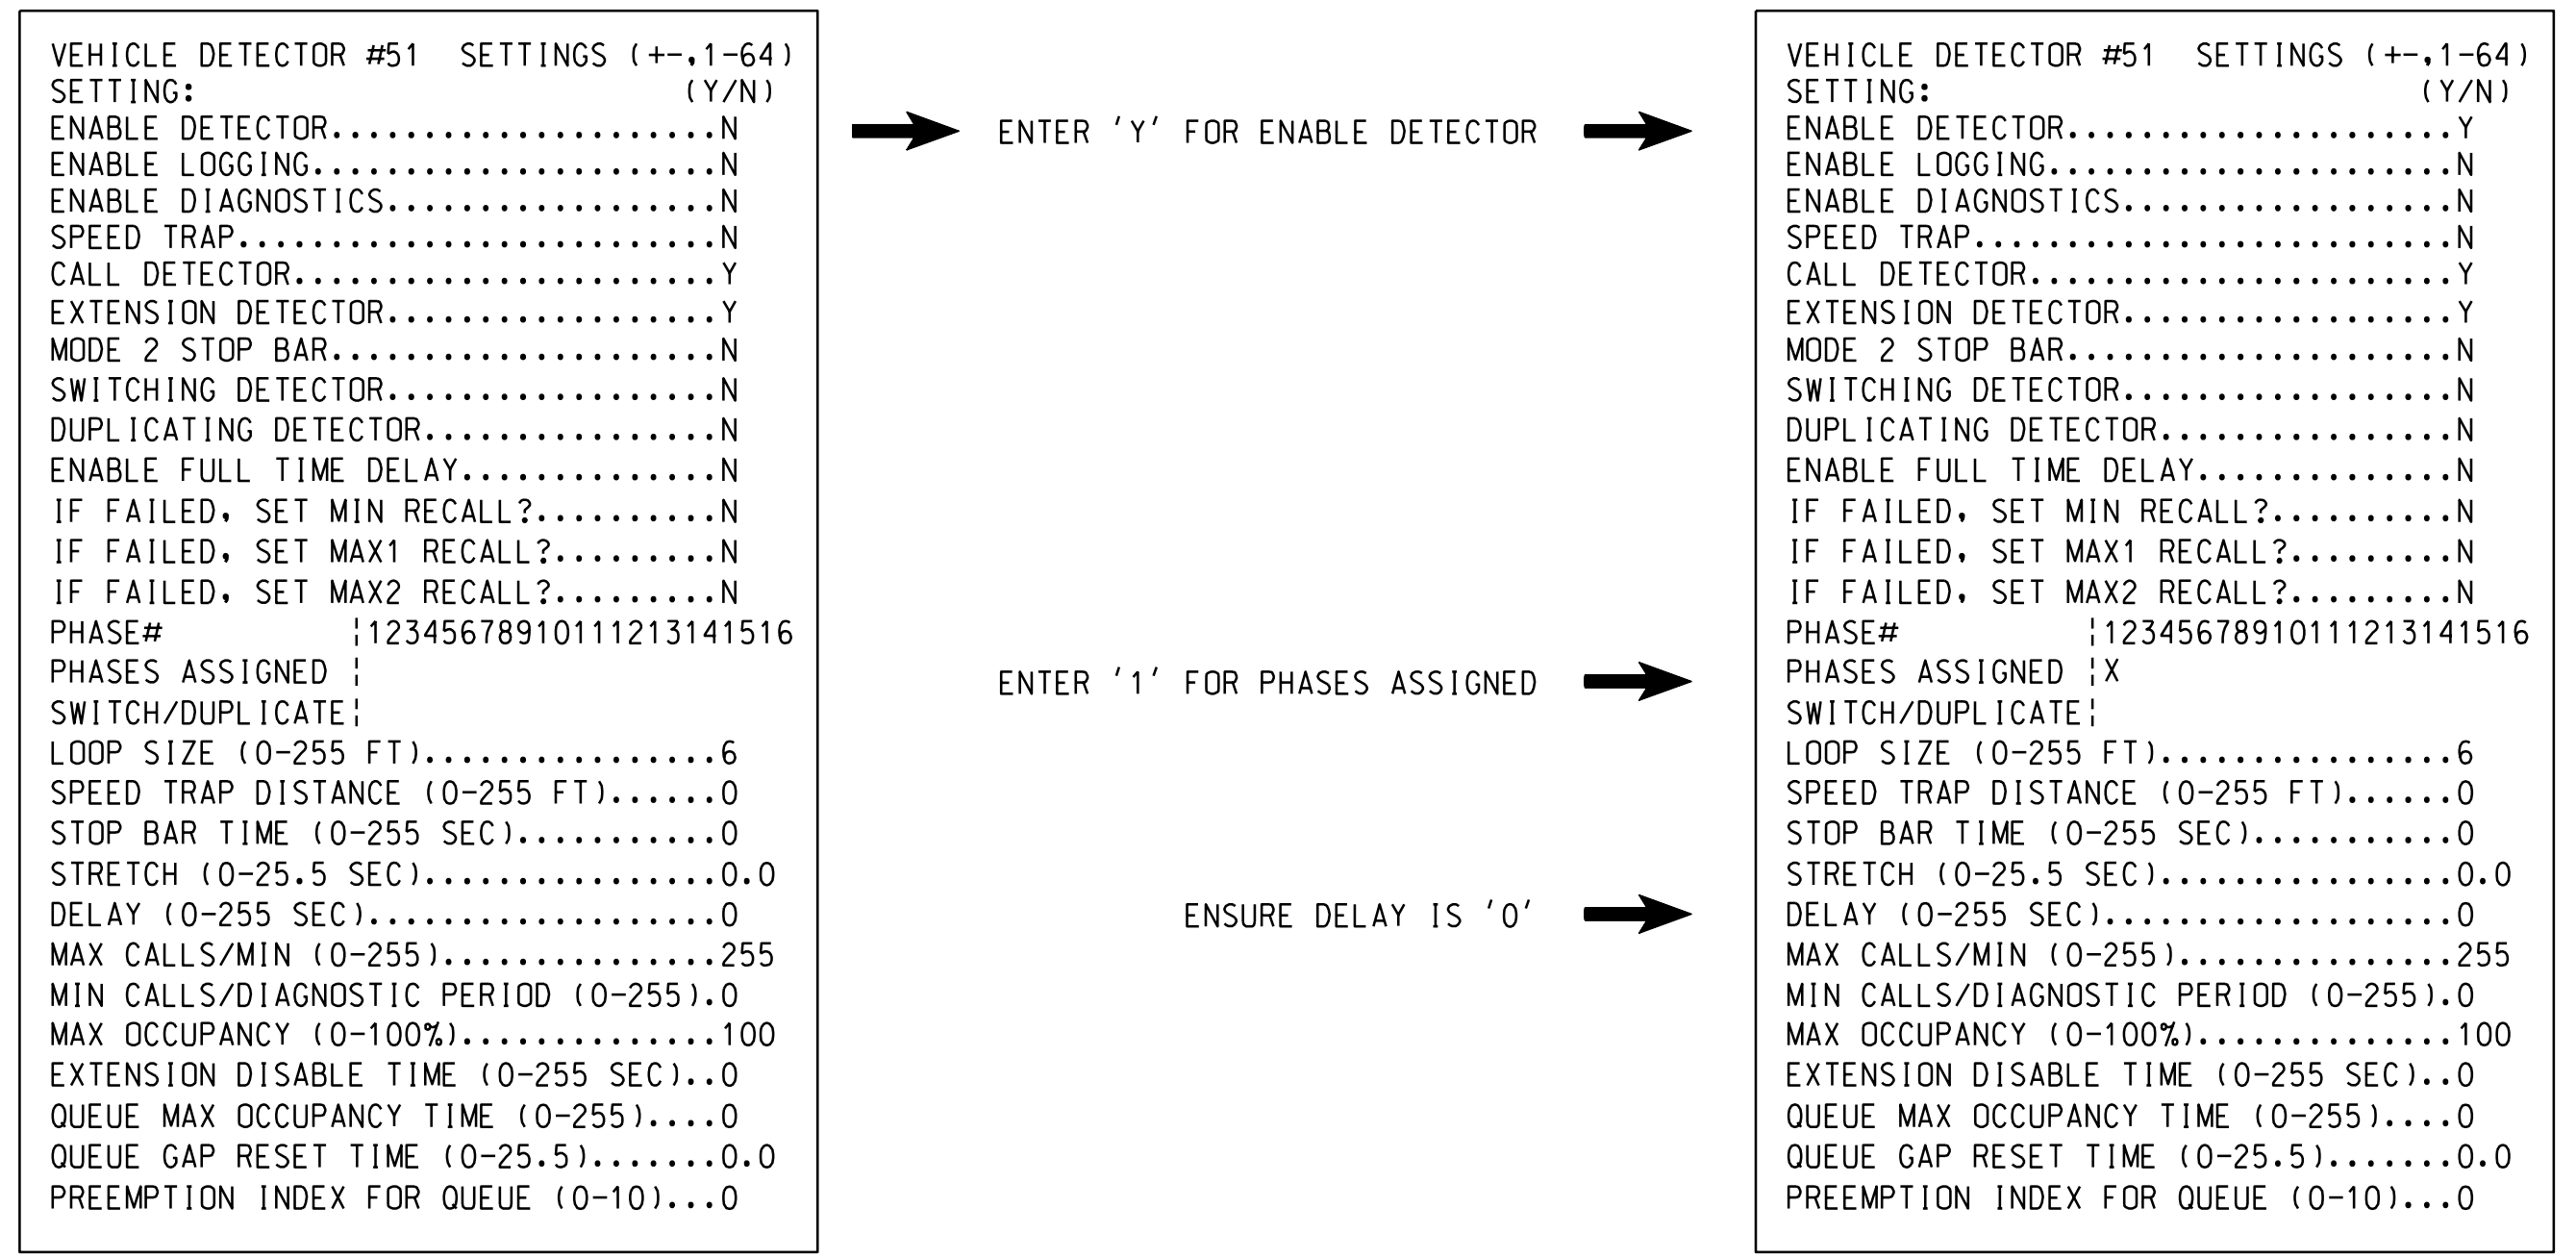 VEHICLE DETECTOR #51  SETTINGS (+-,1-64)
SETTING:                          (Y/N)
ENABLE DETECTOR.....................N
ENABLE LOGGING......................N
ENABLE DIAGNOSTICS..................N
SPEED TRAP..........................N
CALL DETECTOR.......................Y
EXTENSION DETECTOR..................Y
MODE 2 STOP BAR.....................N
SWITCHING DETECTOR..................N
DUPLICATING DETECTOR................N
ENABLE FULL TIME DELAY..............N
IF FAILED, SET MIN RECALL?..........N
IF FAILED, SET MAX1 RECALL?.........N
IF FAILED, SET MAX2 RECALL?.........N
PHASE#          ¦12345678910111213141516
PHASES ASSIGNED ¦
SWITCH/DUPLICATE¦
LOOP SIZE (0-255 FT)................6
SPEED TRAP DISTANCE (0-255 FT)......0
STOP BAR TIME (0-255 SEC)...........0
STRETCH (0-25.5 SEC)................0.0
DELAY (0-255 SEC)...................0
MAX CALLS/MIN (0-255)...............255
MIN CALLS/DIAGNOSTIC PERIOD (0-255).0
MAX OCCUPANCY (0-100%)..............100
EXTENSION DISABLE TIME (0-255 SEC)..0
QUEUE MAX OCCUPANCY TIME (0-255)....0
QUEUE GAP RESET TIME (0-25.5).......0.0
PREEMPTION INDEX FOR QUEUE (0-10)...0
ENTER 'Y' FOR ENABLE DETECTOR
ENTER '1' FOR PHASES ASSIGNED
ENSURE DELAY IS '0'
VEHICLE DETECTOR #51  SETTINGS (+-,1-64)
SETTING:                          (Y/N)
ENABLE DETECTOR.....................Y
ENABLE LOGGING......................N
ENABLE DIAGNOSTICS..................N
SPEED TRAP..........................N
CALL DETECTOR.......................Y
EXTENSION DETECTOR..................Y
MODE 2 STOP BAR.....................N
SWITCHING DETECTOR..................N
DUPLICATING DETECTOR................N
ENABLE FULL TIME DELAY..............N
IF FAILED, SET MIN RECALL?..........N
IF FAILED, SET MAX1 RECALL?.........N
IF FAILED, SET MAX2 RECALL?.........N
PHASE#          ¦12345678910111213141516
PHASES ASSIGNED ¦X
SWITCH/DUPLICATE¦
LOOP SIZE (0-255 FT)................6
SPEED TRAP DISTANCE (0-255 FT)......0
STOP BAR TIME (0-255 SEC)...........0
STRETCH (0-25.5 SEC)................0.0
DELAY (0-255 SEC)...................0
MAX CALLS/MIN (0-255)...............255
MIN CALLS/DIAGNOSTIC PERIOD (0-255).0
MAX OCCUPANCY (0-100%)..............100
EXTENSION DISABLE TIME (0-255 SEC)..0
QUEUE MAX OCCUPANCY TIME (0-255)....0
QUEUE GAP RESET TIME (0-25.5).......0.0
PREEMPTION INDEX FOR QUEUE (0-10)...0